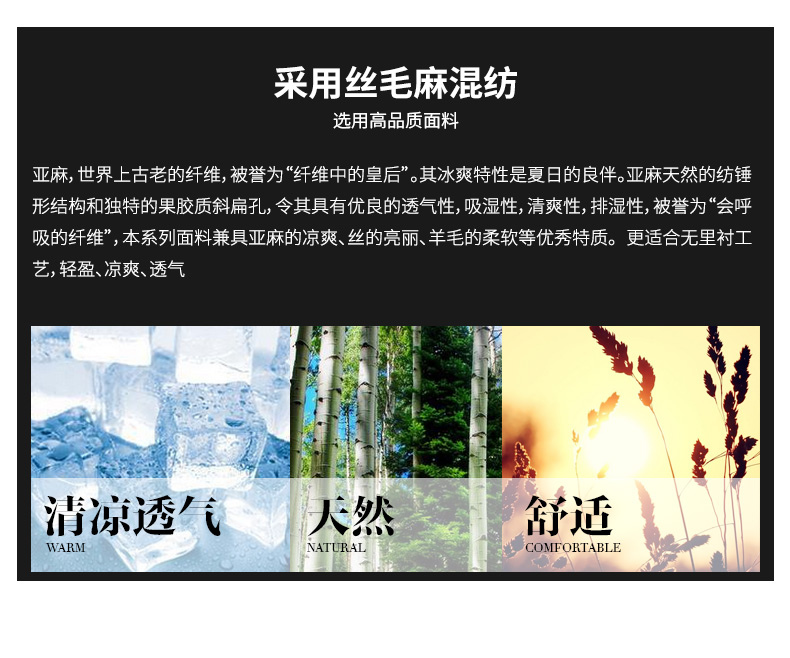 采用丝毛麻混纺
选用高品质面料
亚麻，世界上古老的纤维，被誉为“纤维中的皇后”。其冰爽特性是夏日的良伴。亚麻天然的纺锤
形结构和独特的果胶质斜扁孔，令其具有优良的透气性，吸湿性，清爽性，排湿性，被誉为“会呼
吸的纤维”，本系列面料兼具亚麻的凉爽、丝的亮丽、羊毛的柔软等优秀特质。更适合无里衬工
艺，轻盈、凉爽、透气
清凉透气
WARM
天然
NATURAL
舒适
COMFORTABLE